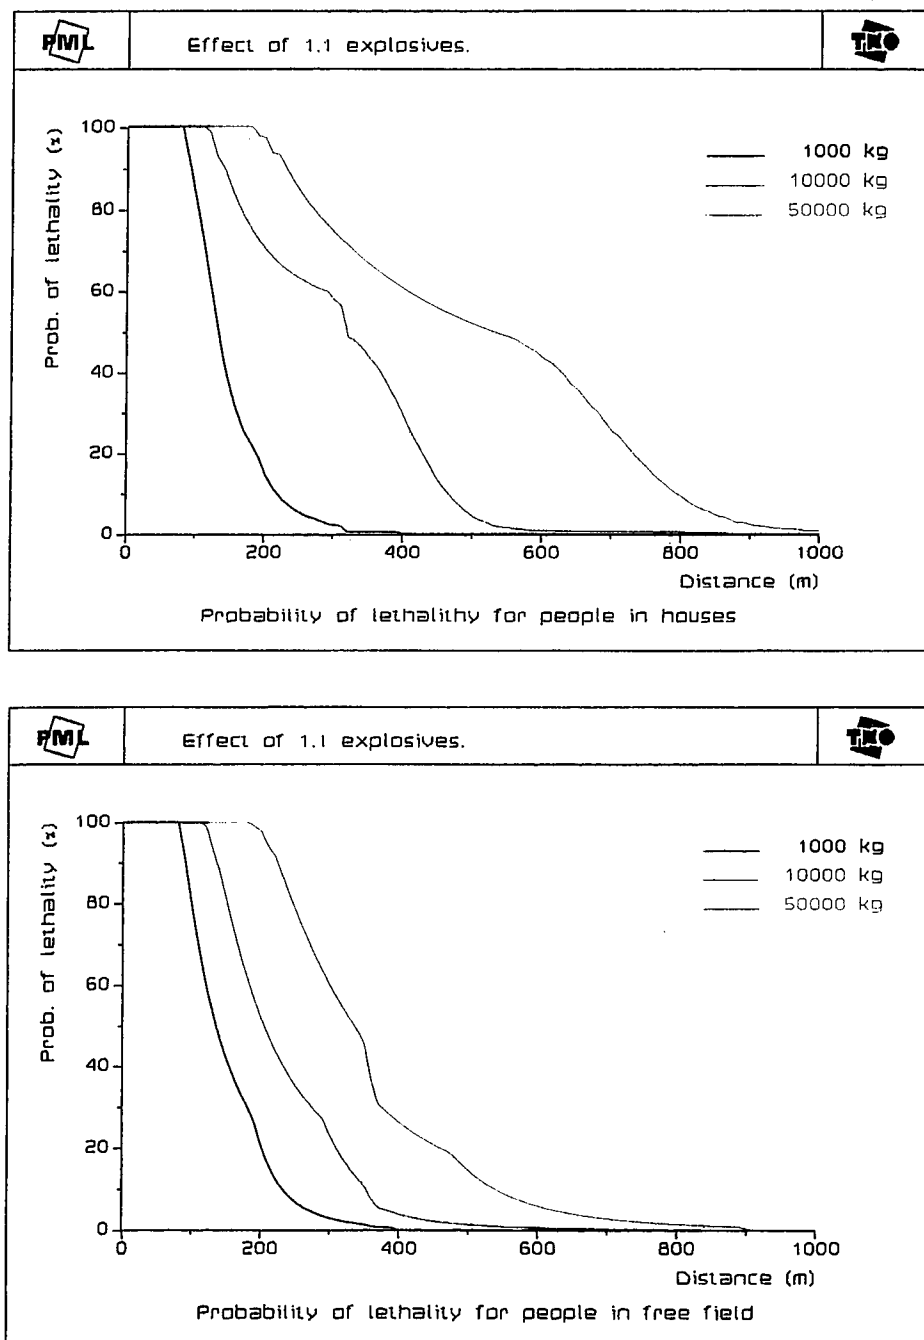 PML
Effect of 1.1 explosives.
TNO
Prob. of lethality (%)
100
80
60
40
20
0
1000 kg
10000 kg
50000 kg
0 200 400 600 800 1000
Distance (m)
Probability of lethalithy for people in houses
PML
Effect of 1.1 explosives.
TNO
Prob. of lethality (%)
100
80
60
40
20
0
1000 kg
10000 kg
50000 kg
0 200 400 600 800 1000
Distance (m)
Probability of lethality for people in free field